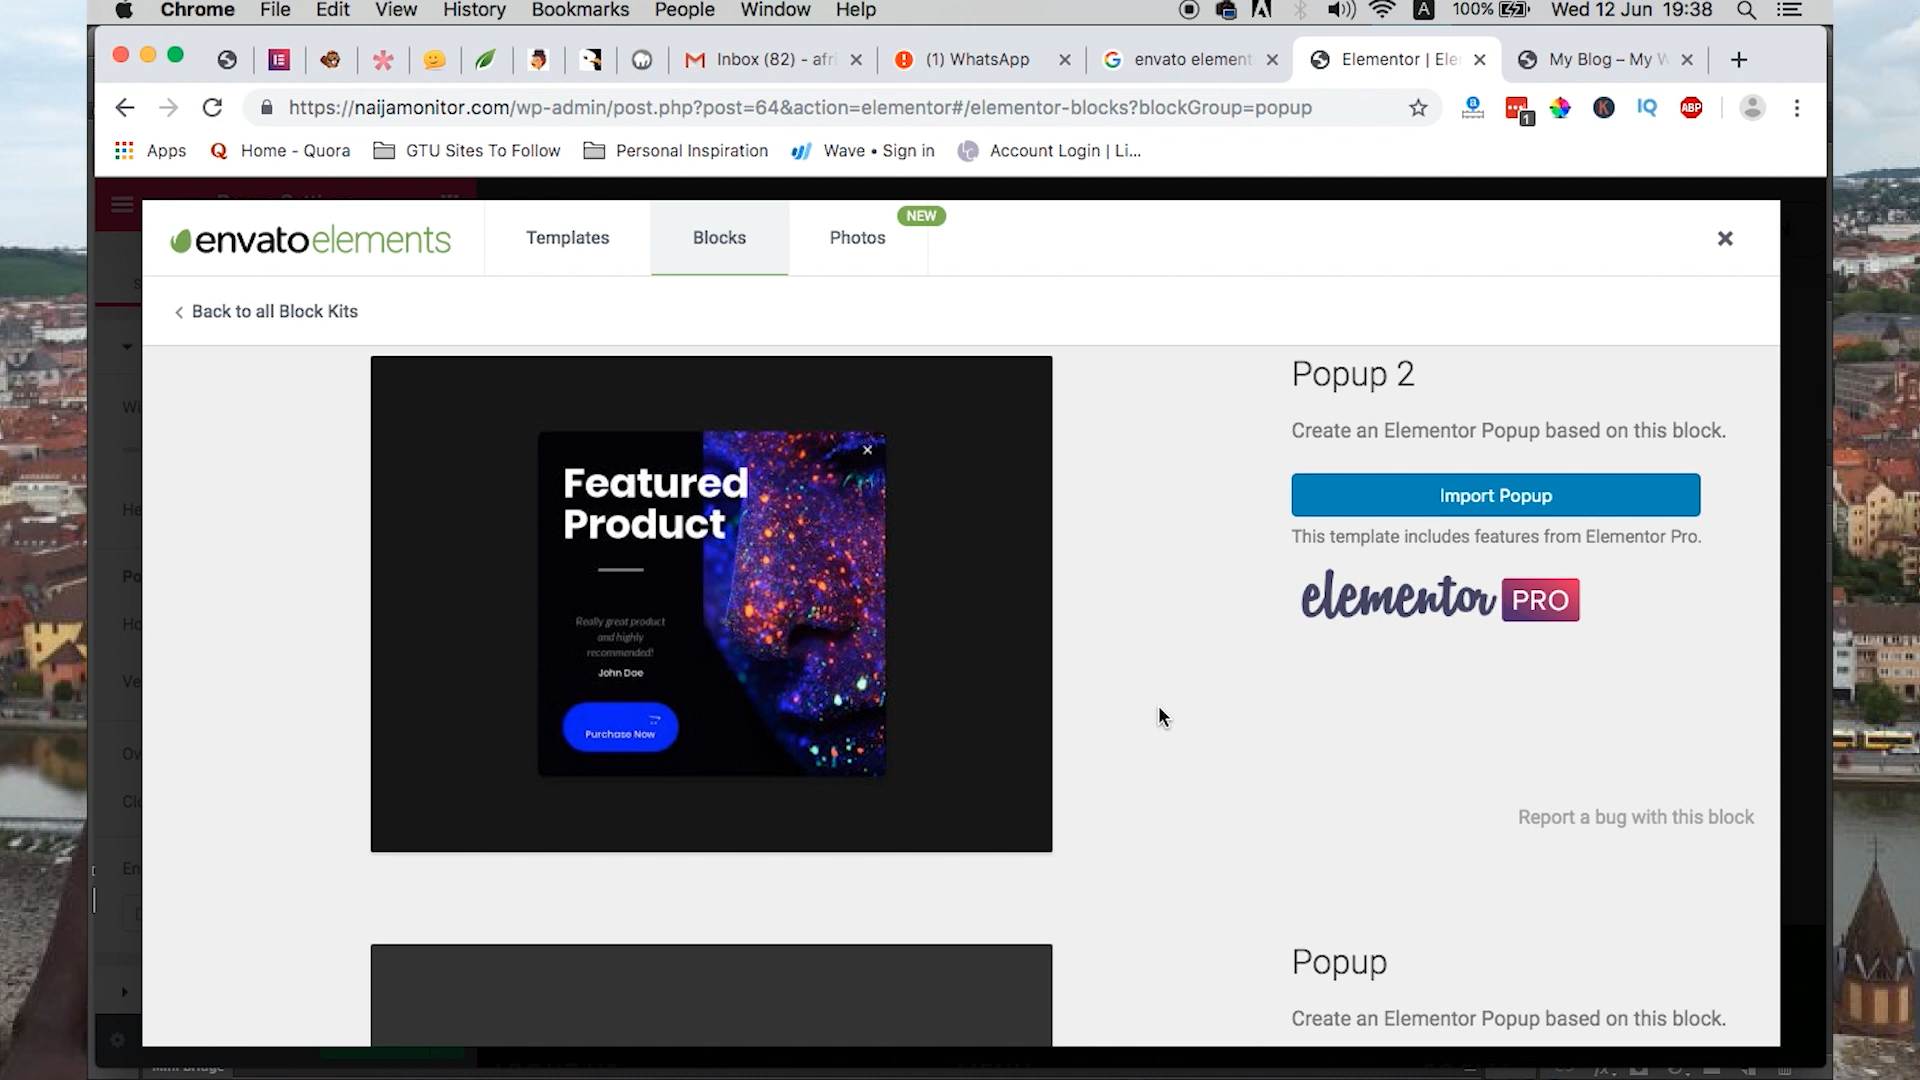 Chrome File Edit View History Bookmarks People Window Help
A 100% Wed 12 Jun 19:38
Inbox (82) - afri
(1) WhatsApp
envato element
Elementor | Ele
My Blog – My W
https://naijamonitor.com/wp-admin/post.php?post=64&action=elementor#/elementor-blocks?blockGroup=popup
1 K IQ ABP
Apps
Home - Quora
GTU Sites To Follow
Personal Inspiration
Wave • Sign in
Account Login | Li...
envatoelements
Templates
Blocks
Photos
NEW
Back to all Block Kits
Featured
Product
Really great product
and highly
recommended!
John Doe
Purchase Now
Popup 2
Create an Elementor Popup based on this block.
Import Popup
This template includes features from Elementor Pro.
elementor PRO
Report a bug with this block
Popup
Create an Elementor Popup based on this block.